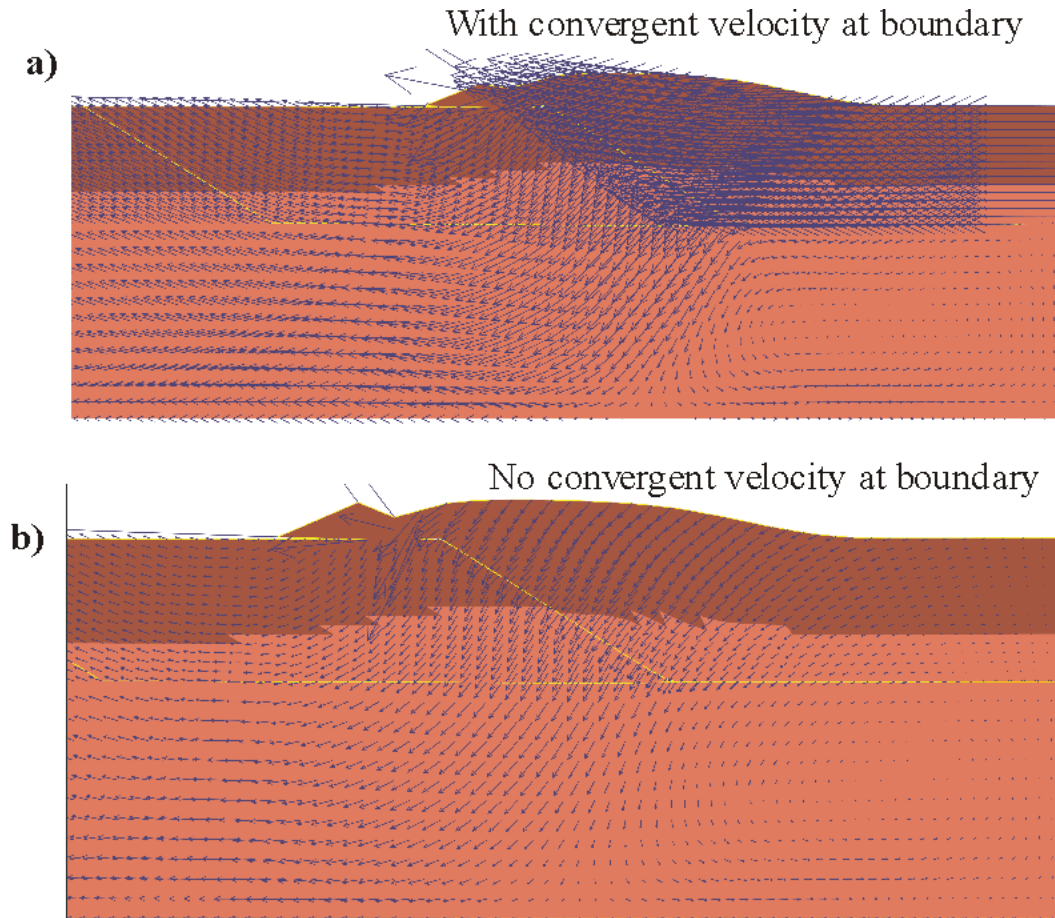 With convergent velocity at boundary
a)
No convergent velocity at boundary
b)